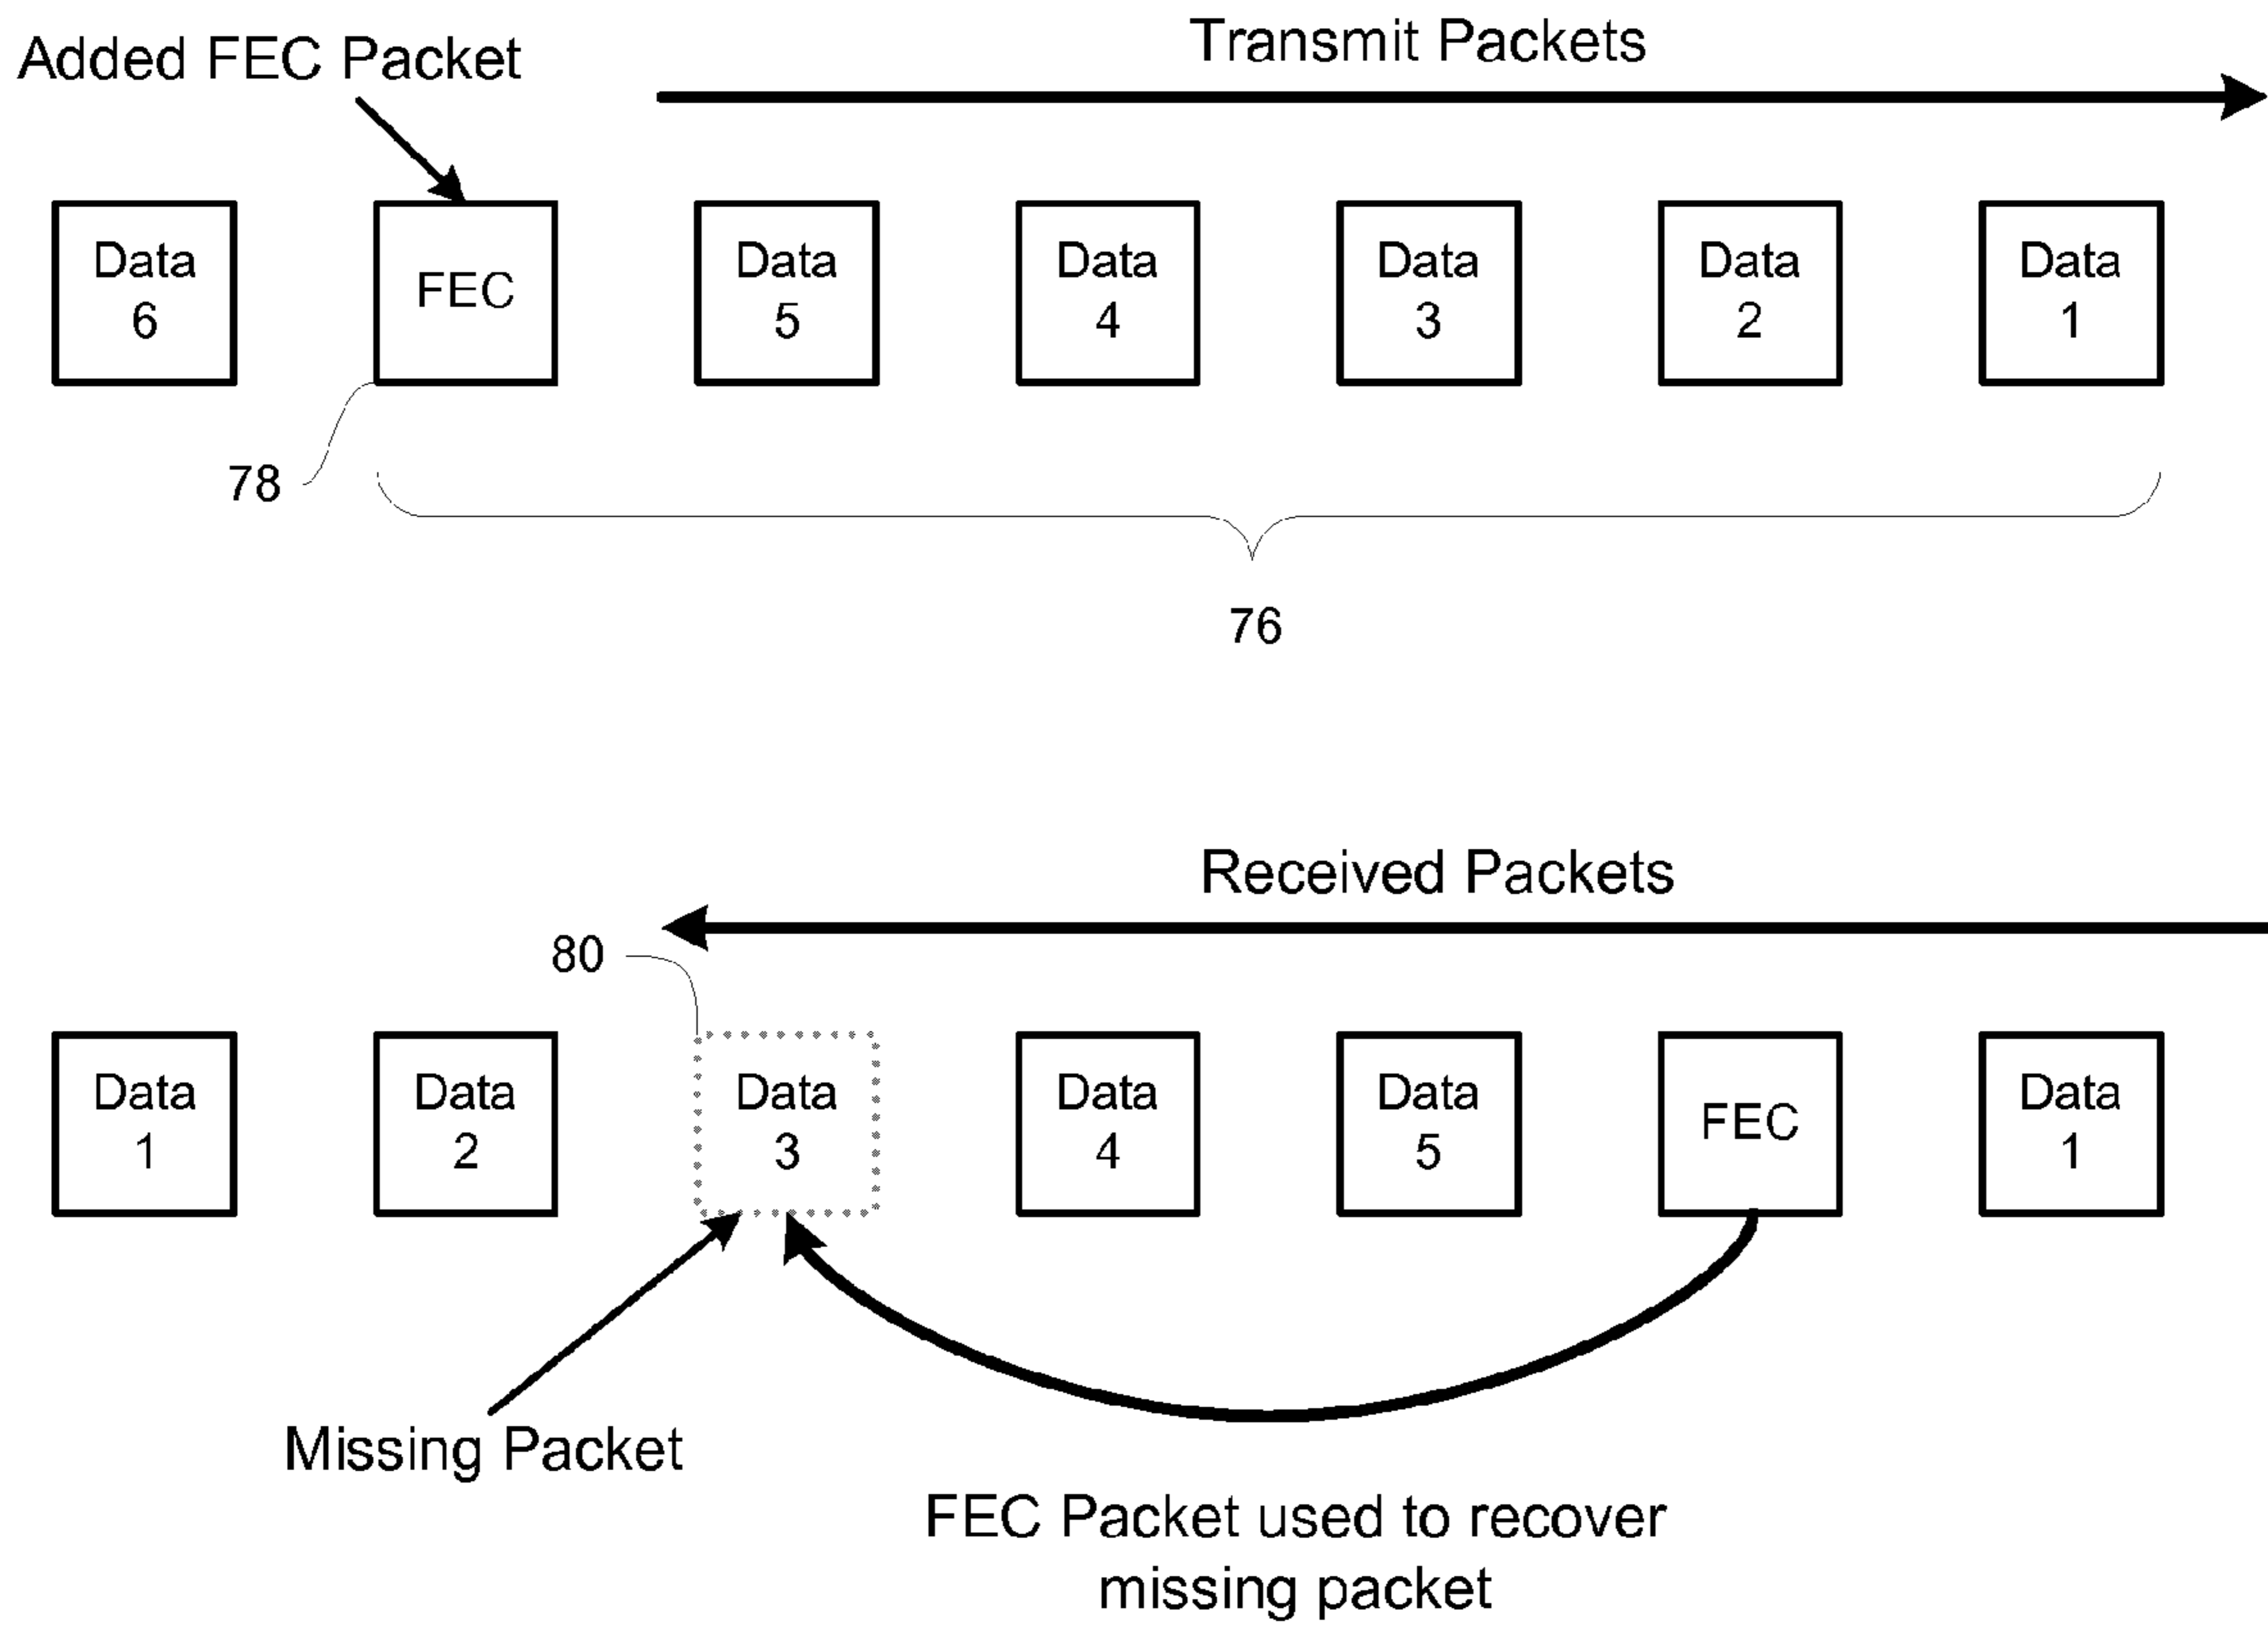 Added FEC Packet
Transmit Packets
Data
6
FEC
Data
5
Data
4
Data
3
Data
2
Data
1
78
76
Received Packets
80
Data
1
Data
2
Data
3
Data
4
Data
5
FEC
Data
1
Missing Packet
FEC Packet used to recover
missing packet